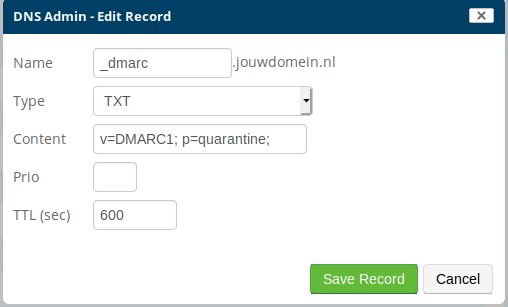 DNS Admin - Edit Record
Name _dmarc .jouwdomein.nl
Type TXT
Content v=DMARC1; p=quarantine;
Prio
TTL (sec) 600
Save Record Cancel